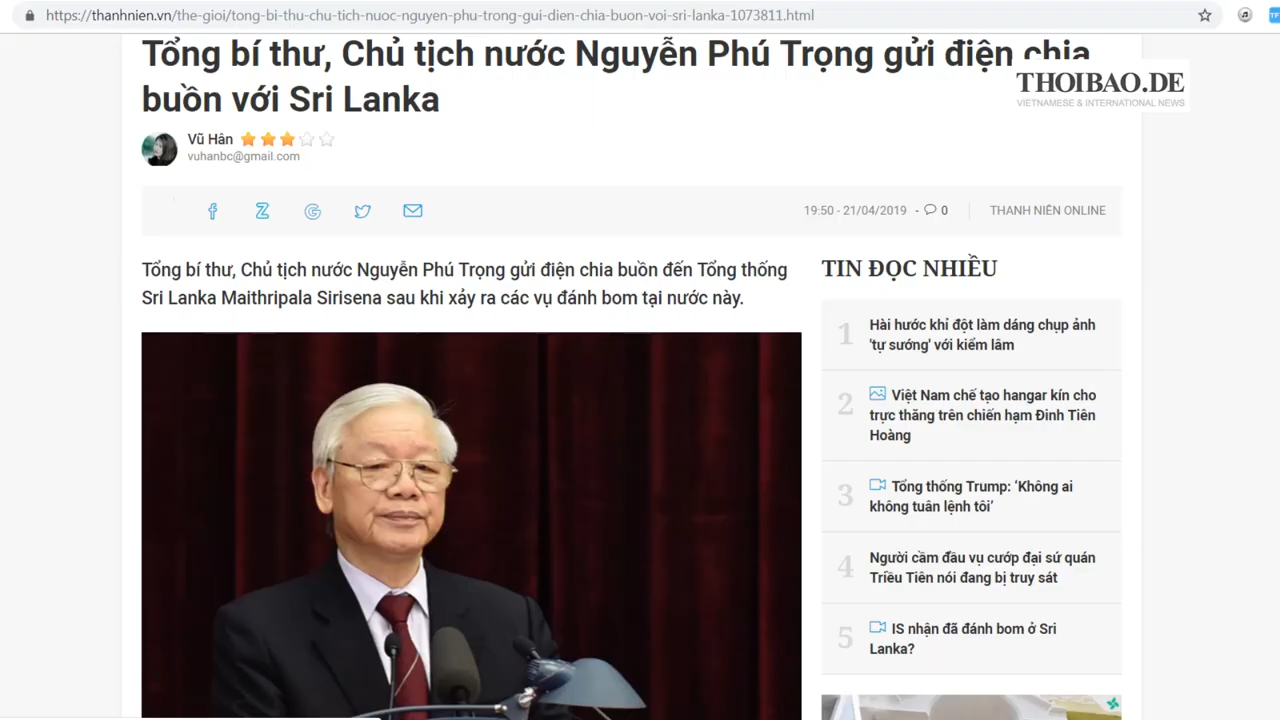 https://thanhnien.vn/the-gioi/tong-bi-thu-chu-tich-nuoc-nguyen-phu-trong-gui-dien-chia-buon-voi-sri-lanka-1073811.html
Tổng bí thư, Chủ tịch nước Nguyễn Phú Trọng gửi điện chia
buồn với Sri Lanka
THOIBAO.DE
VIETNAMESE & INTERNATIONAL NEWS
Vũ Hân
vuhanbc@gmail.com
19:50 - 21/04/2019 - 0 THANH NIÊN ONLINE
Tổng bí thư, Chủ tịch nước Nguyễn Phú Trọng gửi điện chia buồn đến Tổng thống
Sri Lanka Maithripala Sirisena sau khi xảy ra các vụ đánh bom tại nước này.
TIN ĐỌC NHIỀU
1 Hài hước khỉ đột làm dáng chụp ảnh
'tự sướng' với kiểm lâm
2 Việt Nam chế tạo hangar kín cho
trực thăng trên chiến hạm Đinh Tiên
Hoàng
3 Tổng thống Trump: ‘Không ai
không tuân lệnh tôi’
4 Người cầm đầu vụ cướp đại sứ quán
Triều Tiên nói đang bị truy sát
5 IS nhận đã đánh bom ở Sri
Lanka?